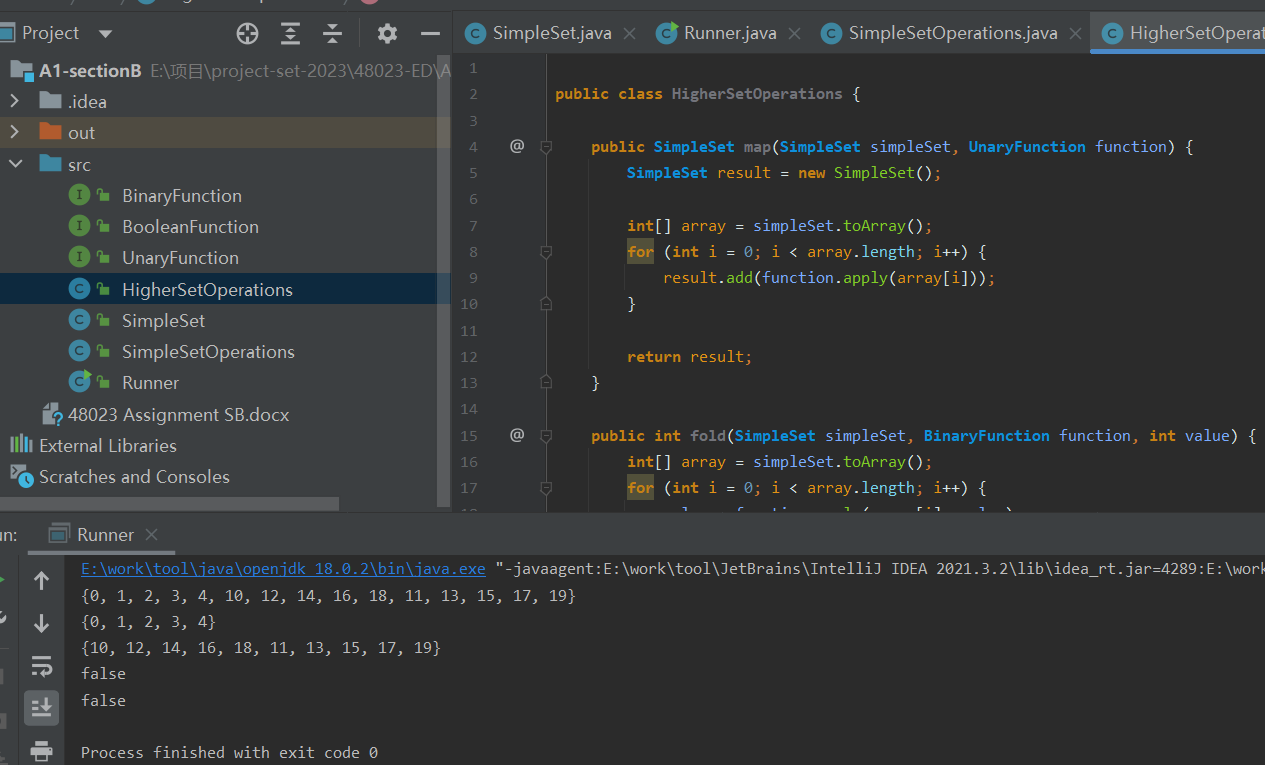 Project
A1-sectionB E:\项目\project-set-2023\48023-ED\A
.idea
out
src
BinaryFunction
BooleanFunction
UnaryFunction
HigherSetOperations
SimpleSet
SimpleSetOperations
Runner
48023 Assignment SB.docx
External Libraries
Scratches and Consoles
SimpleSet.java
Runner.java
SimpleSetOperations.java
HigherSetOperat
1
2 public class HigherSetOperations {
3
4 @ public SimpleSet map(SimpleSet simpleSet, UnaryFunction function) {
5 SimpleSet result = new SimpleSet();
6
7 int[] array = simpleSet.toArray();
8 for (int i = 0; i < array.length; i++) {
9 result.add(function.apply(array[i]));
10 }
11
12 return result;
13 }
14
15 @ public int fold(SimpleSet simpleSet, BinaryFunction function, int value) {
16 int[] array = simpleSet.toArray();
17 for (int i = 0; i < array.length; i++) {
un: Runner
E:\work\tool\java\openjdk 18.0.2\bin\java.exe "-javaagent:E:\work\tool\JetBrains\IntelliJ IDEA 2021.3.2\lib\idea_rt.jar=4289:E:\work
{0, 1, 2, 3, 4, 10, 12, 14, 16, 18, 11, 13, 15, 17, 19}
{0, 1, 2, 3, 4}
{10, 12, 14, 16, 18, 11, 13, 15, 17, 19}
false
false
Process finished with exit code 0